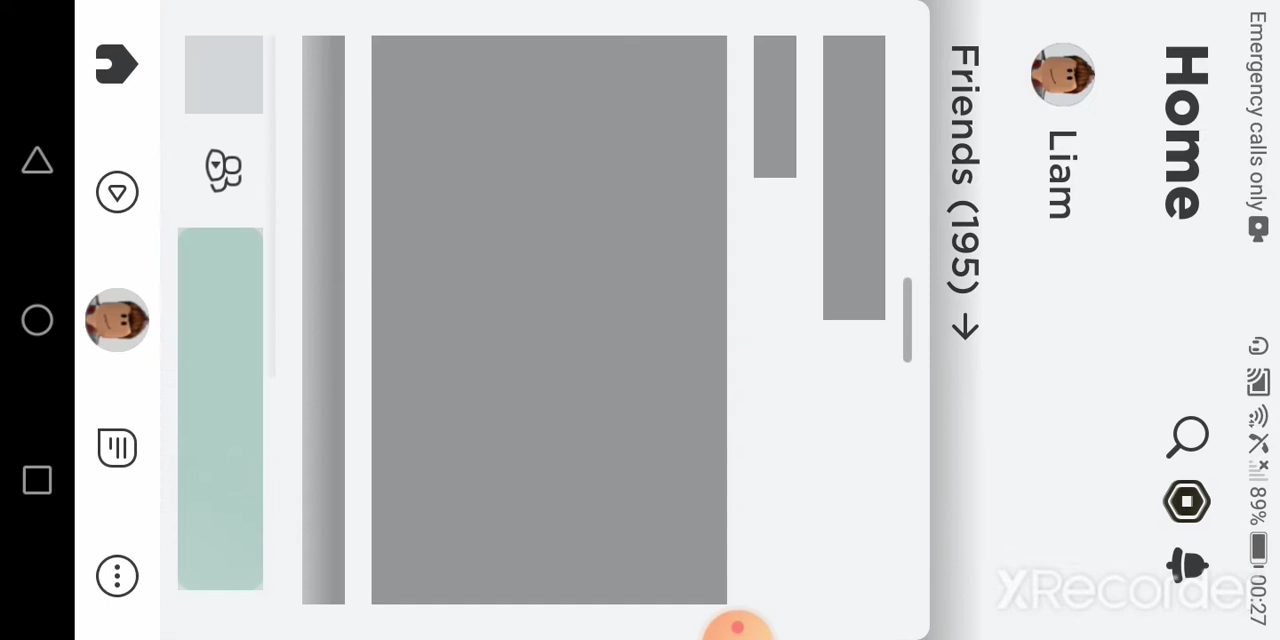 Emergency calls only 89% 00:27
Home
Liam
Friends (195)
XRecorder